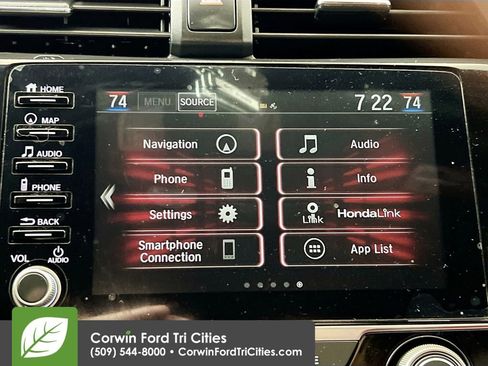 HOME
MAP
AUDIO
PHONE
BACK
VOL
AUDIO
74 MENU SOURCE 7 22 74
Navigation
Audio
Phone
Info
Settings
Link HondaLink
Smartphone
Connection
App List
Corwin Ford Tri Cities
(509) 544-8000 • CorwinFordTriCities.com